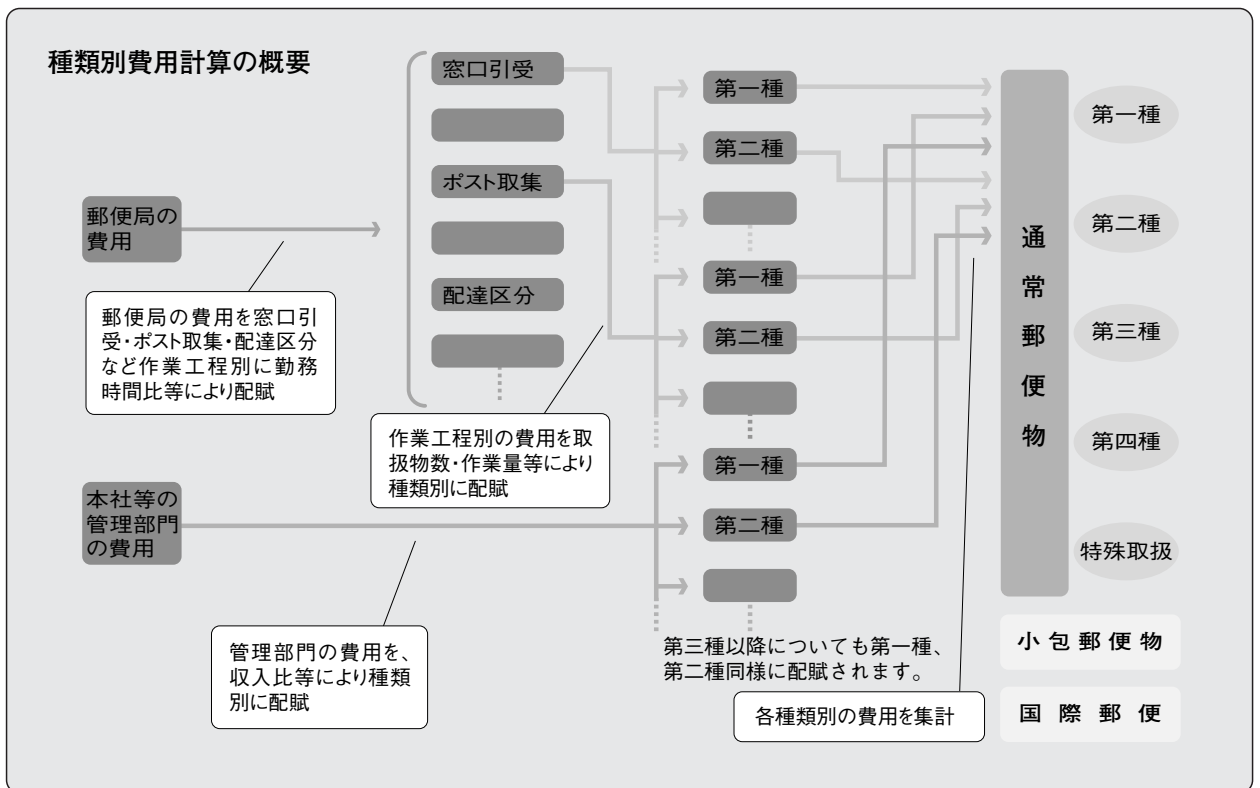 種類別費用計算の概要
窓口引受
ポスト取集
配達区分
郵便局の
費用
郵便局の費用を窓口引
受・ポスト取集・配達区分
など作業工程別に勤務
時間比等により配賦
作業工程別の費用を取
扱物数・作業量等により
種類別に配賦
本社等の
管理部門
の費用
管理部門の費用を、
収入比等により種類
別に配賦
第一種
第二種
第一種
第二種
第一種
第二種
第三種以降についても第一種、
第二種同様に配賦されます。
各種類別の費用を集計
通常郵便物
第一種
第二種
第三種
第四種
特殊取扱
小包郵便物
国際郵便